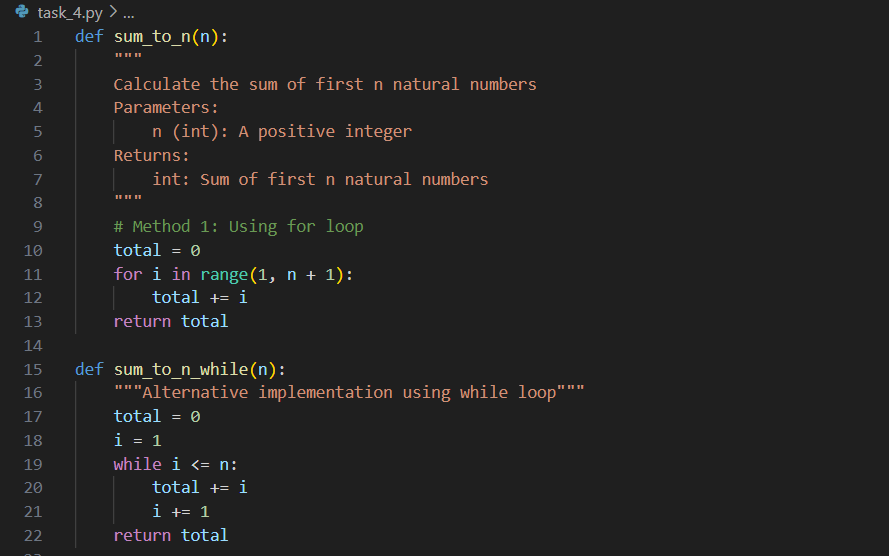 task_4.py > ...
1 def sum_to_n(n):
2     """
3     Calculate the sum of first n natural numbers
4     Parameters:
5         n (int): A positive integer
6     Returns:
7         int: Sum of first n natural numbers
8     """
9     # Method 1: Using for loop
10     total = 0
11     for i in range(1, n + 1):
12         total += i
13     return total
14
15 def sum_to_n_while(n):
16     """Alternative implementation using while loop"""
17     total = 0
18     i = 1
19     while i <= n:
20         total += i
21         i += 1
22     return total